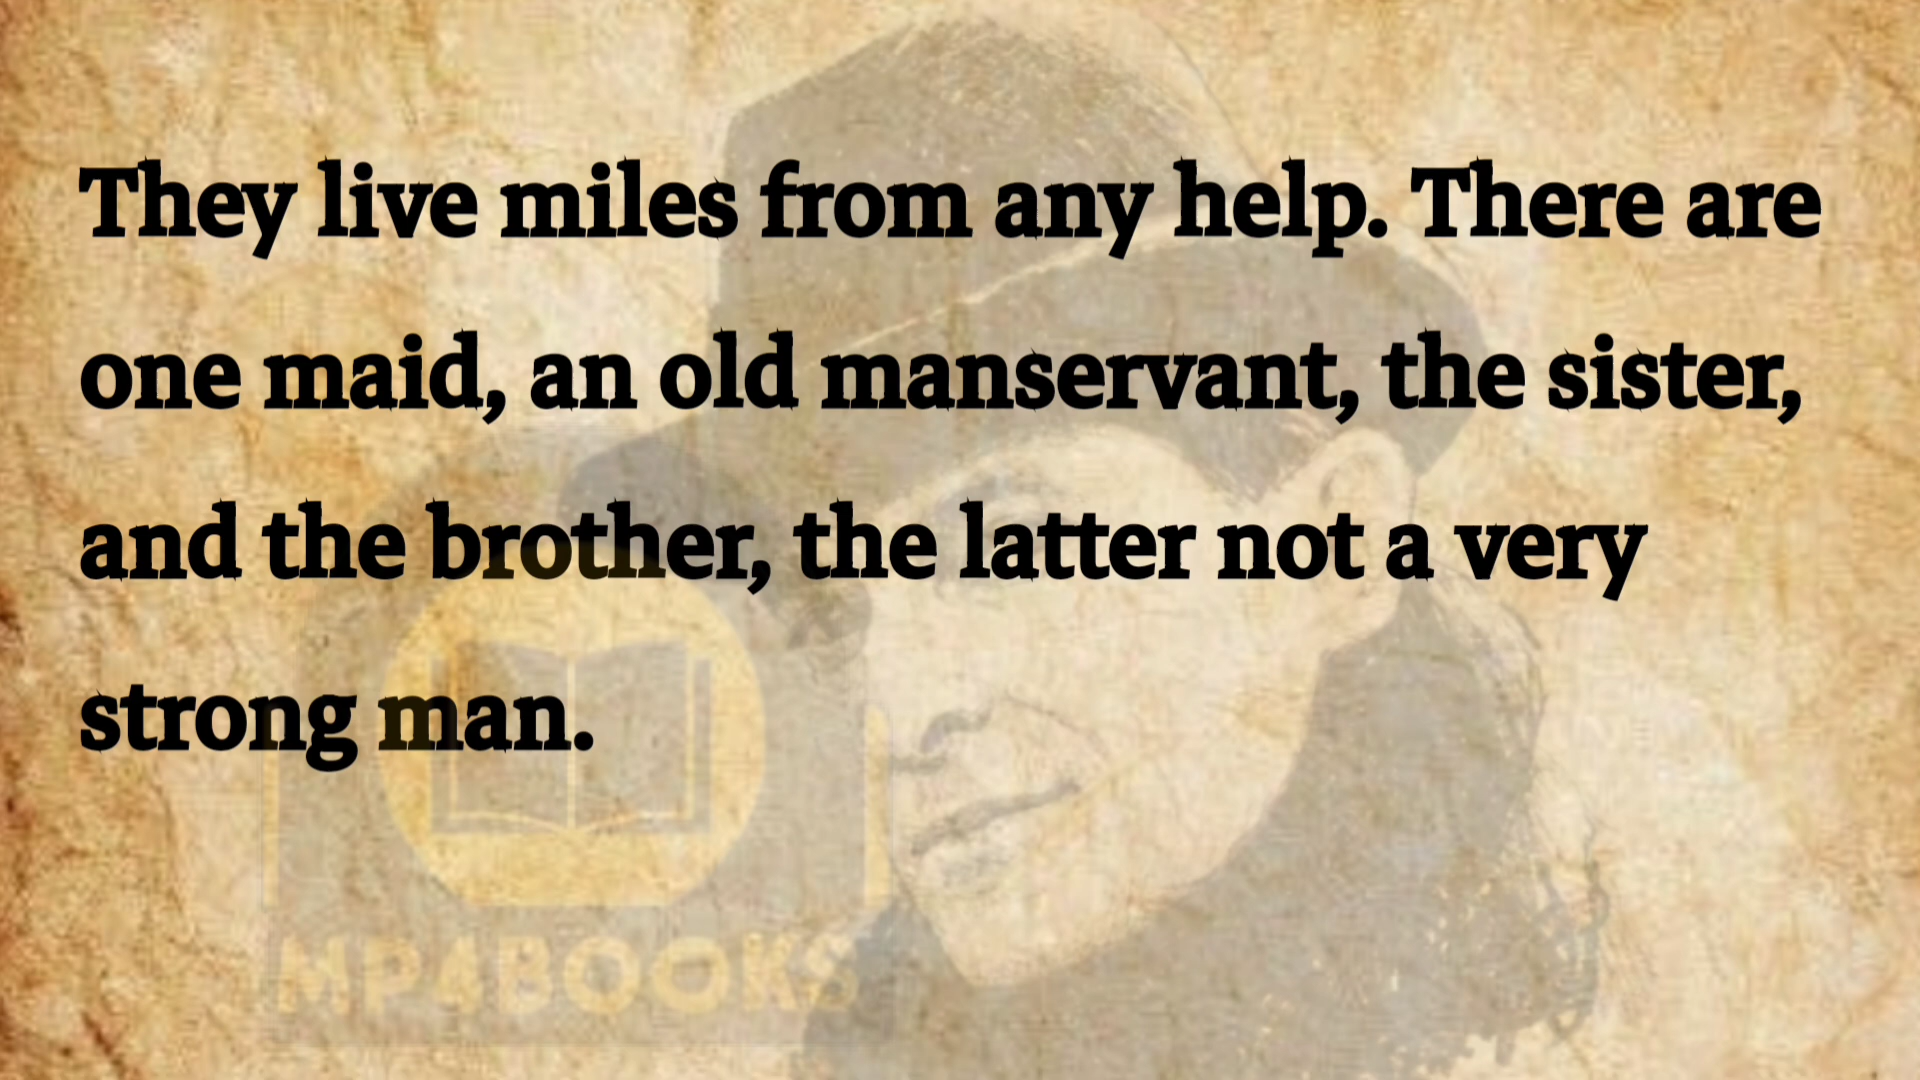 They live miles from any help. There are
one maid, an old manservant, the sister,
and the brother, the latter not a very
strong man.
MP4BOOKS